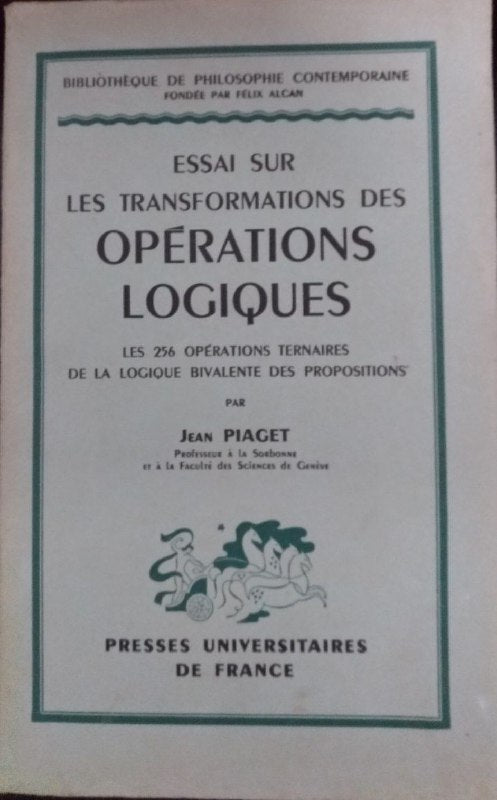 BIBLIOTHÈQUE DE PHILOSOPHIE CONTEMPORAINE
FONDÉE PAR FÉLIX ALCAN
ESSAI SUR
LES TRANSFORMATIONS DES
OPÉRATIONS
LOGIQUES
LES 256 OPÉRATIONS TERNAIRES
DE LA LOGIQUE BIVALENTE DES PROPOSITIONS
PAR
JEAN PIAGET
Professeur à la Sorbonne
et à la Faculté des Sciences de Genève
PRESSES UNIVERSITAIRES
DE FRANCE